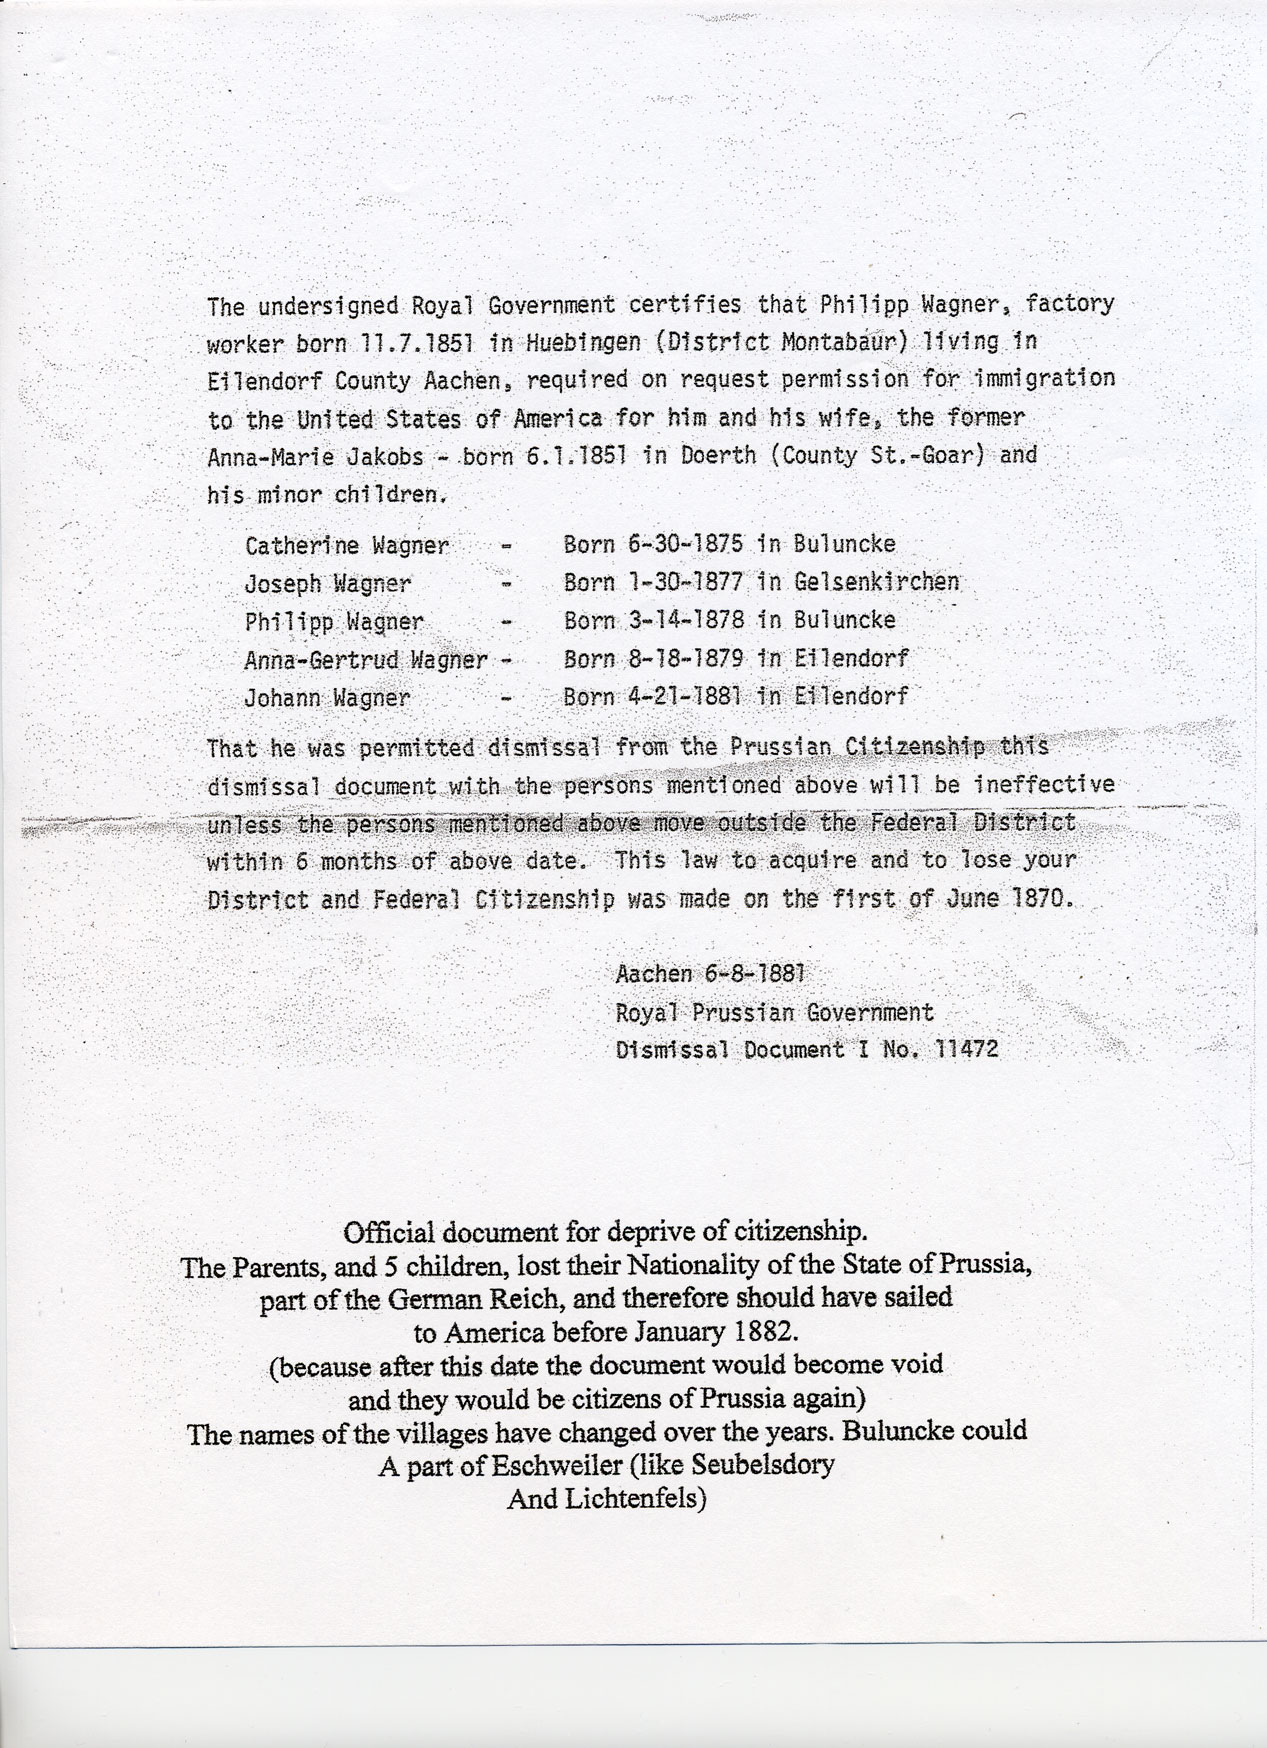 The undersigned Royal Government certifies that Philipp Wagner, factory
worker born 11.7.1851 in Huebingen (District Montabaur) living in
Eilendorf County Aachen, required on request permission for immigration
to the United States of America for him and his wife, the former
Anna-Marie Jakobs - born 6.1.1851 in Doerth (County St.-Goar) and
his minor children.
Catherine Wagner - Born 6-30-1875 in Buluncke
Joseph Wagner - Born 1-30-1877 in Gelsenkirchen
Philipp Wagner - Born 3-14-1878 in Buluncke
Anna-Gertrud Wagner - Born 8-18-1879 in Eilendorf
Johann Wagner - Born 4-21-1881 in Eilendorf
That he was permitted dismissal from the Prussian Citizenship this
dismissal document with the persons mentioned above will be ineffective
unless the persons mentioned above move outside the Federal District
within 6 months of above date. This law to acquire and to lose your
District and Federal Citizenship was made on the first of June 1870.
Aachen 6-8-1881
Royal Prussian Government
Dismissal Document I No. 11472
Official document for deprive of citizenship.
The Parents, and 5 children, lost their Nationality of the State of Prussia,
part of the German Reich, and therefore should have sailed
to America before January 1882.
(because after this date the document would become void
and they would be citizens of Prussia again)
The names of the villages have changed over the years. Buluncke could
A part of Eschweiler (like Seubelsdory
And Lichtenfels)